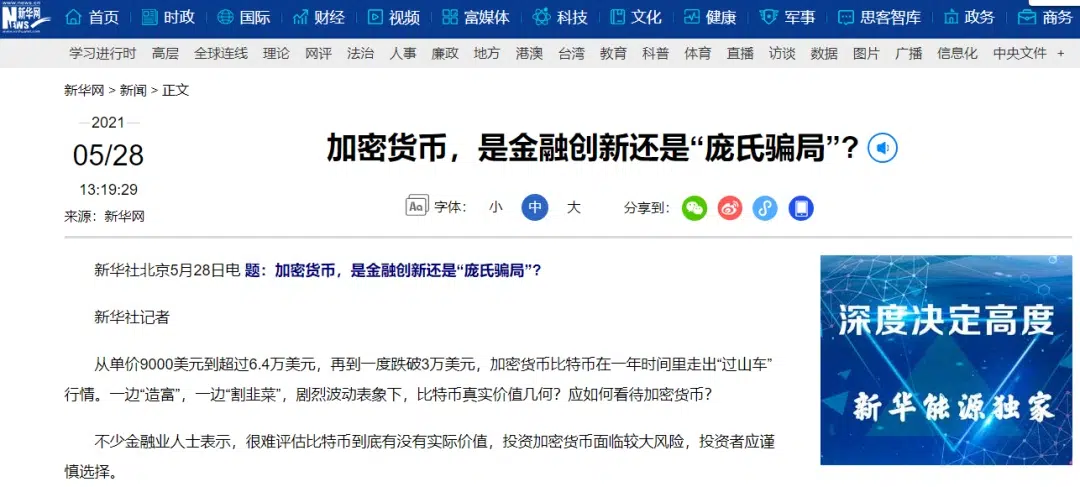 www.news.cn
新华网
NEWS
www.xinhuanet.com
首页 时政 国际 财经 视频 富媒体 科技 文化 健康 军事 思客智库 政务 商务
学习进行时 高层 全球连线 理论 网评 法治 人事 廉政 地方 港澳 台湾 教育 科普 体育 直播 访谈 数据 图片 广播 信息化 中央文件 +
新华网 > 新闻 > 正文
2021
05/28
13:19:29
来源：新华网
加密货币，是金融创新还是“庞氏骗局”？
Aa 字体： 小 中 大 分享到：
新华社北京5月28日电 题：加密货币，是金融创新还是“庞氏骗局”？
新华社记者
从单价9000美元到超过6.4万美元，再到一度跌破3万美元，加密货币比特币在一年时间里走出“过山车”
行情。一边“造富”，一边“割韭菜”，剧烈波动表象下，比特币真实价值几何？应如何看待加密货币？
不少金融业人士表示，很难评估比特币到底有没有实际价值，投资加密货币面临较大风险，投资者应谨
慎选择。
深度决定高度
新华能源独家